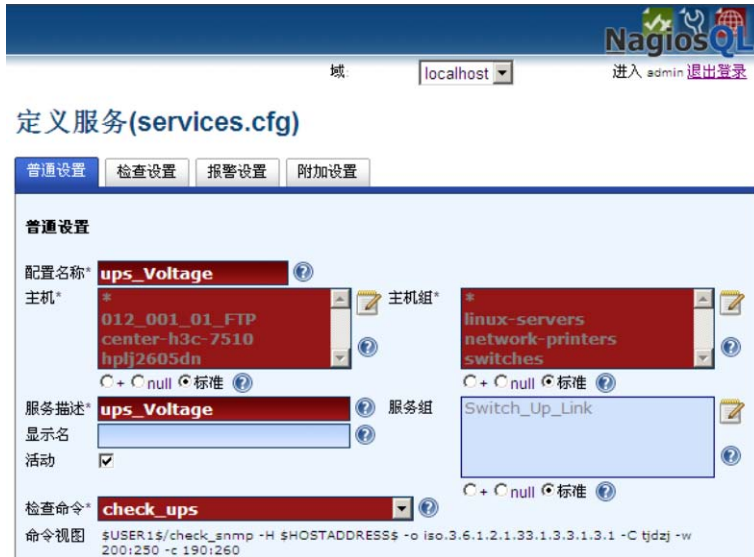 NagiosQL
域: localhost 进入 admin 退出登录
定义服务(services.cfg)
普通设置 检查设置 报警设置 附加设置
普通设置
配置名称* ups_Voltage
主机* * 主机组* *
012_001_01_FTP linux-servers
center-h3c-7510 network-printers
hplj2605dn switches
+ null 标准 + null 标准
服务描述* ups_Voltage 服务组 Switch_Up_Link
显示名
活动
+ null 标准
检查命令* check_ups
命令视图 $USER1$/check_snmp -H $HOSTADDRESS$ -o iso.3.6.1.2.1.33.1.3.3.1.3.1 -C tjdzj -w
200:250 -c 190:260